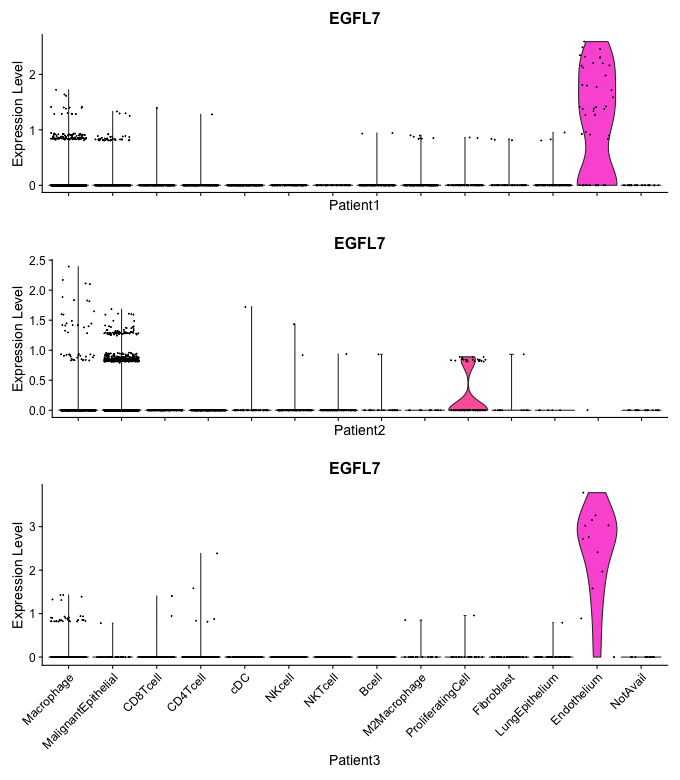 EGFL7
Expression Level
2
1
0
Patient1
EGFL7
Expression Level
2.5
2.0
1.5
1.0
0.5
0.0
Patient2
EGFL7
Expression Level
3
2
1
0
Macrophage
MalignantEpithelial
CD8Tcell
CD4Tcell
cDC
NKcell
NKTcell
Bcell
M2Macrophage
ProliferatingCell
Fibroblast
LungEpithelium
Endothelium
NotAvail
Patient3